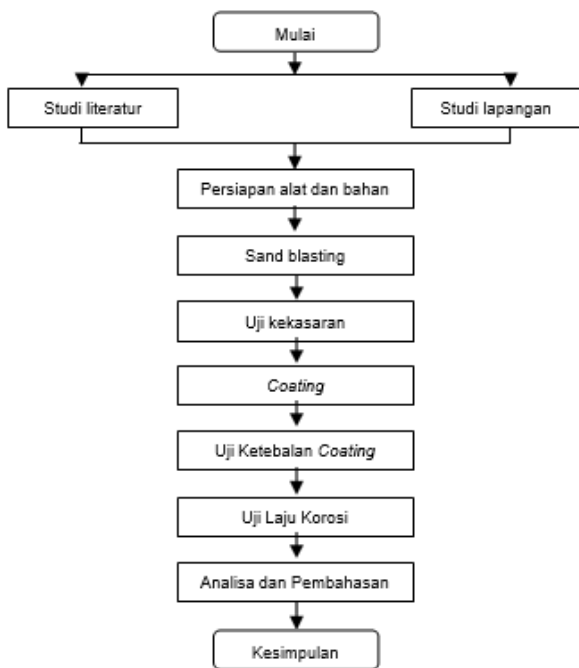 Mulai
Studi literatur
Studi lapangan
Persiapan alat dan bahan
Sand blasting
Uji kekasaran
Coating
Uji Ketebalan Coating
Uji Laju Korosi
Analisa dan Pembahasan
Kesimpulan